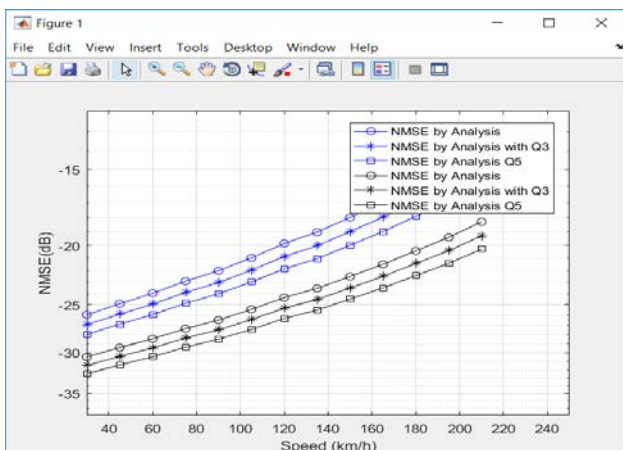 Figure 1
File Edit View Insert Tools Desktop Window Help
NMSE by Analysis
NMSE by Analysis with Q3
NMSE by Analysis Q5
NMSE by Analysis
NMSE by Analysis with Q3
NMSE by Analysis Q5
-15
-20
-25
-30
-35
NMSE(dB)
40 60 80 100 120 140 160 180 200 220 240
Speed (km/h)